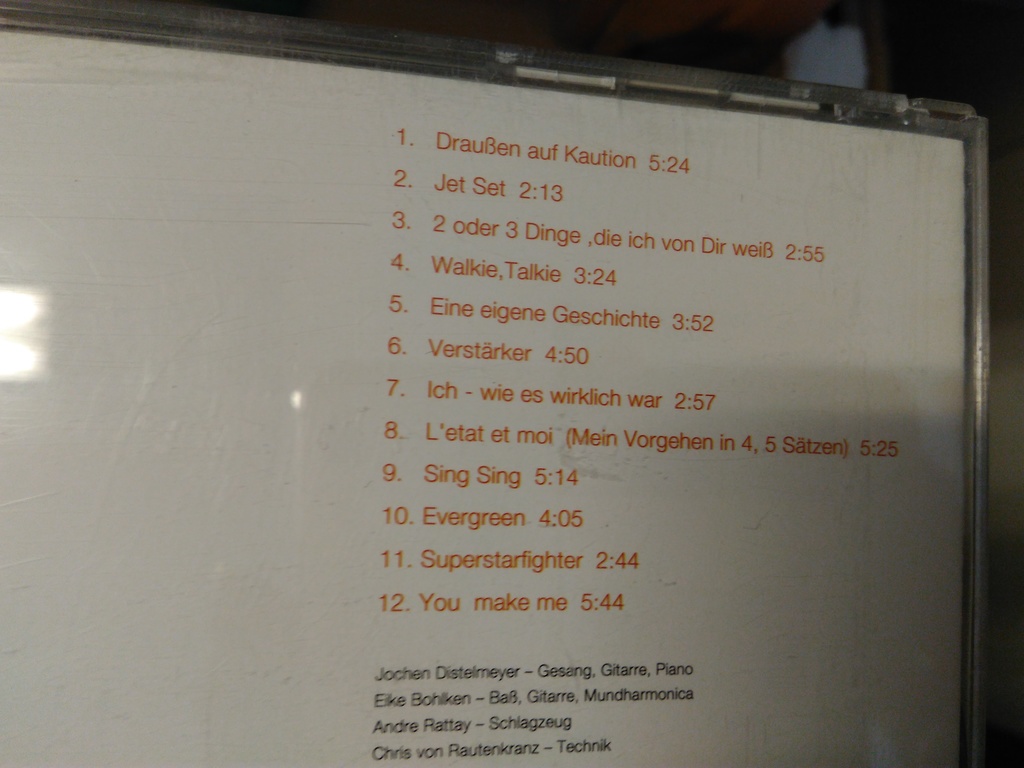 1. Draußen auf Kaution 5:24
2. Jet Set 2:13
3. 2 oder 3 Dinge ,die ich von Dir weiß 2:55
4. Walkie,Talkie 3:24
5. Eine eigene Geschichte 3:52
6. Verstärker 4:50
7. Ich - wie es wirklich war 2:57
8. L'etat et moi (Mein Vorgehen in 4, 5 Sätzen) 5:25
9. Sing Sing 5:14
10. Evergreen 4:05
11. Superstarfighter 2:44
12. You make me 5:44
Jochen Distelmeyer – Gesang, Gitarre, Piano
Eike Bohlken – Baß, Gitarre, Mundharmonica
Andre Rattay – Schlagzeug
Chris von Rautenkranz – Technik